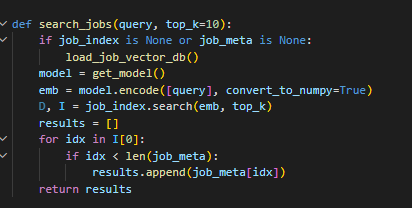 def search_jobs(query, top_k=10):
    if job_index is None or job_meta is None:
        load_job_vector_db()
    model = get_model()
    emb = model.encode([query], convert_to_numpy=True)
    D, I = job_index.search(emb, top_k)
    results = []
    for idx in I[0]:
        if idx < len(job_meta):
            results.append(job_meta[idx])
    return results